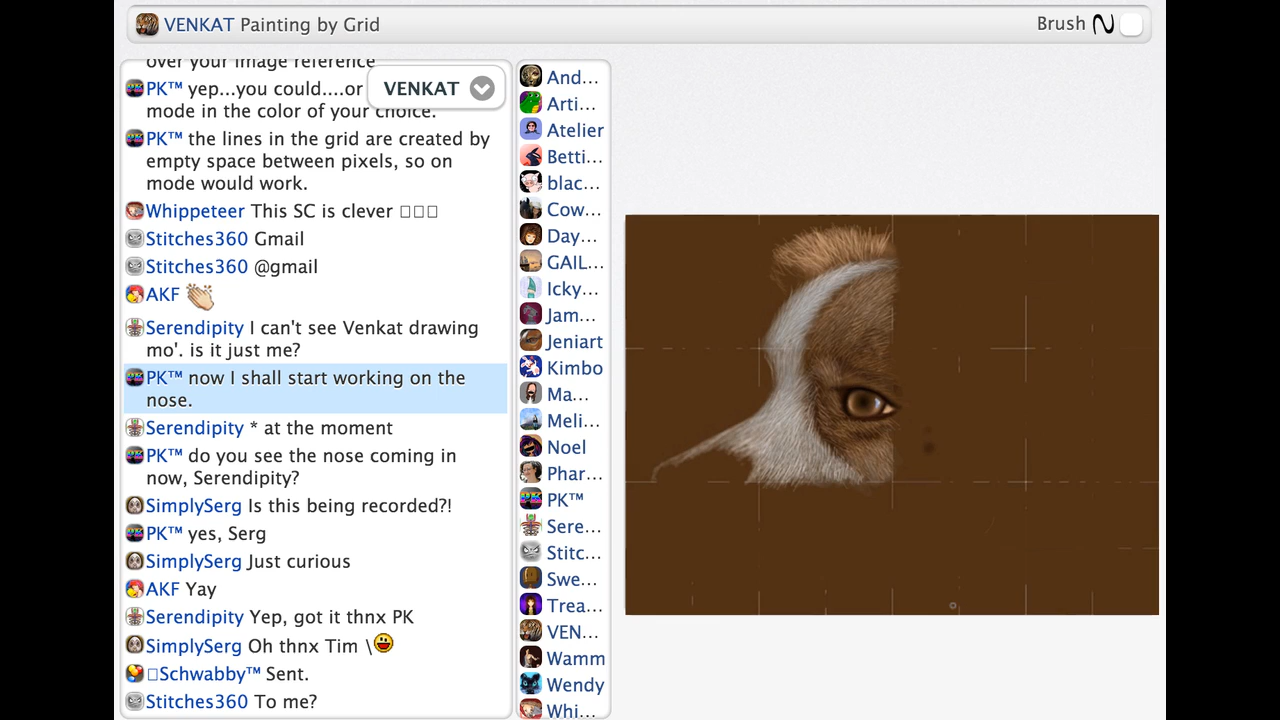 VENKAT Painting by Grid
Brush
over your image reference
VENKAT
PK™ yep...you could....or
mode in the color of your choice.
PK™ the lines in the grid are created by
empty space between pixels, so on
mode would work.
Whippeteer This SC is clever □□□
Stitches360 Gmail
Stitches360 @gmail
AKF
Serendipity I can't see Venkat drawing
mo'. is it just me?
PK™ now I shall start working on the
nose.
Serendipity * at the moment
PK™ do you see the nose coming in
now, Serendipity?
SimplySerg Is this being recorded?!
PK™ yes, Serg
SimplySerg Just curious
AKF Yay
Serendipity Yep, got it thnx PK
SimplySerg Oh thnx Tim \
□Schwabby™ Sent.
Stitches360 To me?
And...
Arti...
Atelier
Betti...
blac...
Cow...
Day...
GAIL...
Icky...
Jam...
Jeniart
Kimbo
Ma...
Meli...
Noel
Phar...
PK™
Sere...
Stitc...
Swe...
Trea...
VEN...
Wamm
Wendy
Whi...